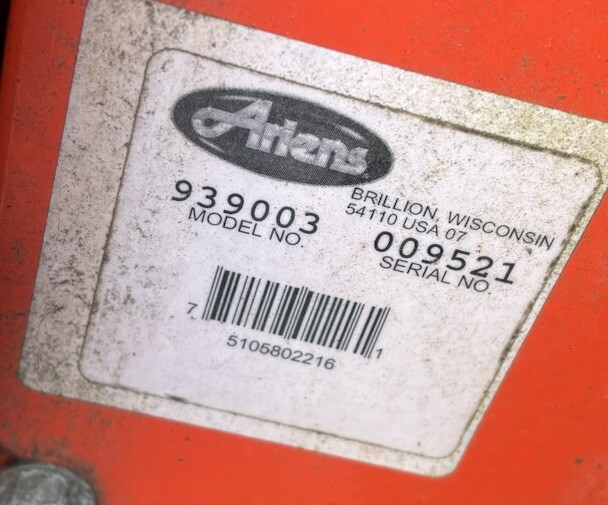 Ariens
BRILLION, WISCONSIN
54110 USA 07
939003
MODEL NO.
009521
SERIAL NO.
7 5105802216 1